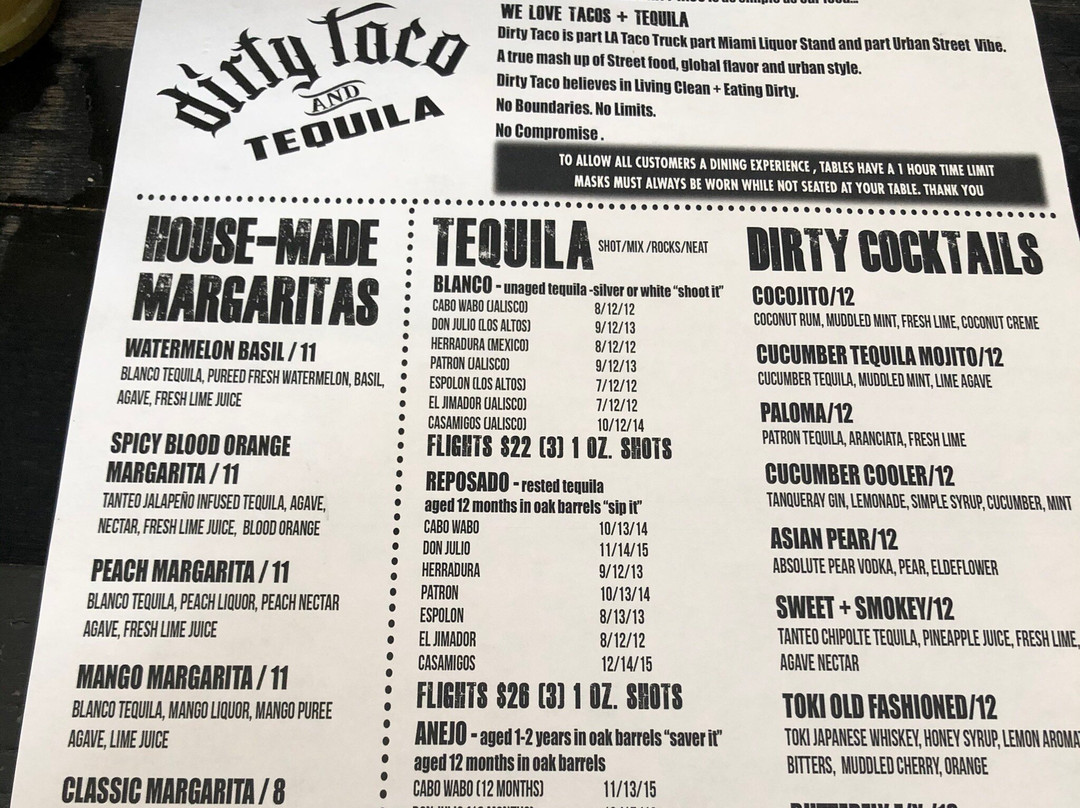 dirty Taco
AND
TEQUILA
WE LOVE TACOS + TEQUILA
Dirty Taco is part LA Taco Truck part Miami Liquor Stand and part Urban Street Vibe.
A true mash up of Street food, global flavor and urban style.
Dirty Taco believes in Living Clean + Eating Dirty.
No Boundaries. No Limits.
No Compromise .
TO ALLOW ALL CUSTOMERS A DINING EXPERIENCE , TABLES HAVE A 1 HOUR TIME LIMIT
MASKS MUST ALWAYS BE WORN WHILE NOT SEATED AT YOUR TABLE. THANK YOU
HOUSE-MADE
MARGARITAS
WATERMELON BASIL / 11
BLANCO TEQUILA, PUREED FRESH WATERMELON, BASIL,
AGAVE, FRESH LIME JUICE
SPICY BLOOD ORANGE
MARGARITA / 11
TANTEO JALAPEÑO INFUSED TEQUILA, AGAVE,
NECTAR, FRESH LIME JUICE, BLOOD ORANGE
PEACH MARGARITA / 11
BLANCO TEQUILA, PEACH LIQUOR, PEACH NECTAR
AGAVE, FRESH LIME JUICE
MANGO MARGARITA / 11
BLANCO TEQUILA, MANGO LIQUOR, MANGO PUREE
AGAVE, LIME JUICE
CLASSIC MARGARITA / 8
TEQUILA SHOT/MIX /ROCKS/NEAT
BLANCO - unaged tequila -silver or white “shoot it”
CABO WABO (JALISCO) 8/12/12
DON JULIO (LOS ALTOS) 9/12/13
HERRADURA (MEXICO) 8/12/12
PATRON (JALISCO) 9/12/13
ESPOLON (LOS ALTOS) 7/12/12
EL JIMADOR (JALISCO) 7/12/12
CASAMIGOS (JALISCO) 10/12/14
FLIGHTS $22 (3) 1 OZ. SHOTS
REPOSADO - rested tequila
aged 12 months in oak barrels “sip it”
CABO WABO 10/13/14
DON JULIO 11/14/15
HERRADURA 9/12/13
PATRON 10/13/14
ESPOLON 8/13/13
EL JIMADOR 8/12/12
CASAMIGOS 12/14/15
FLIGHTS $26 (3) 1 OZ. SHOTS
ANEJO - aged 1-2 years in oak barrels “saver it”
aged 12 months in oak barrels
CABO WABO (12 MONTHS) 11/13/15
DIRTY COCKTAILS
COCOJITO/12
COCONUT RUM, MUDDLED MINT, FRESH LIME, COCONUT CREME
CUCUMBER TEQUILA MOJITO/12
CUCUMBER TEQUILA, MUDDLED MINT, LIME AGAVE
PALOMA/12
PATRON TEQUILA, ARANCIATA, FRESH LIME
CUCUMBER COOLER/12
TANQUERAY GIN, LEMONADE, SIMPLE SYRUP, CUCUMBER, MINT
ASIAN PEAR/12
ABSOLUTE PEAR VODKA, PEAR, ELDEFLOWER
SWEET + SMOKEY/12
TANTEO CHIPOLTE TEQUILA, PINEAPPLE JUICE, FRESH LIME,
AGAVE NECTAR
TOKI OLD FASHIONED/12
TOKI JAPANESE WHISKEY, HONEY SYRUP, LEMON AROMA
BITTERS, MUDDLED CHERRY, ORANGE